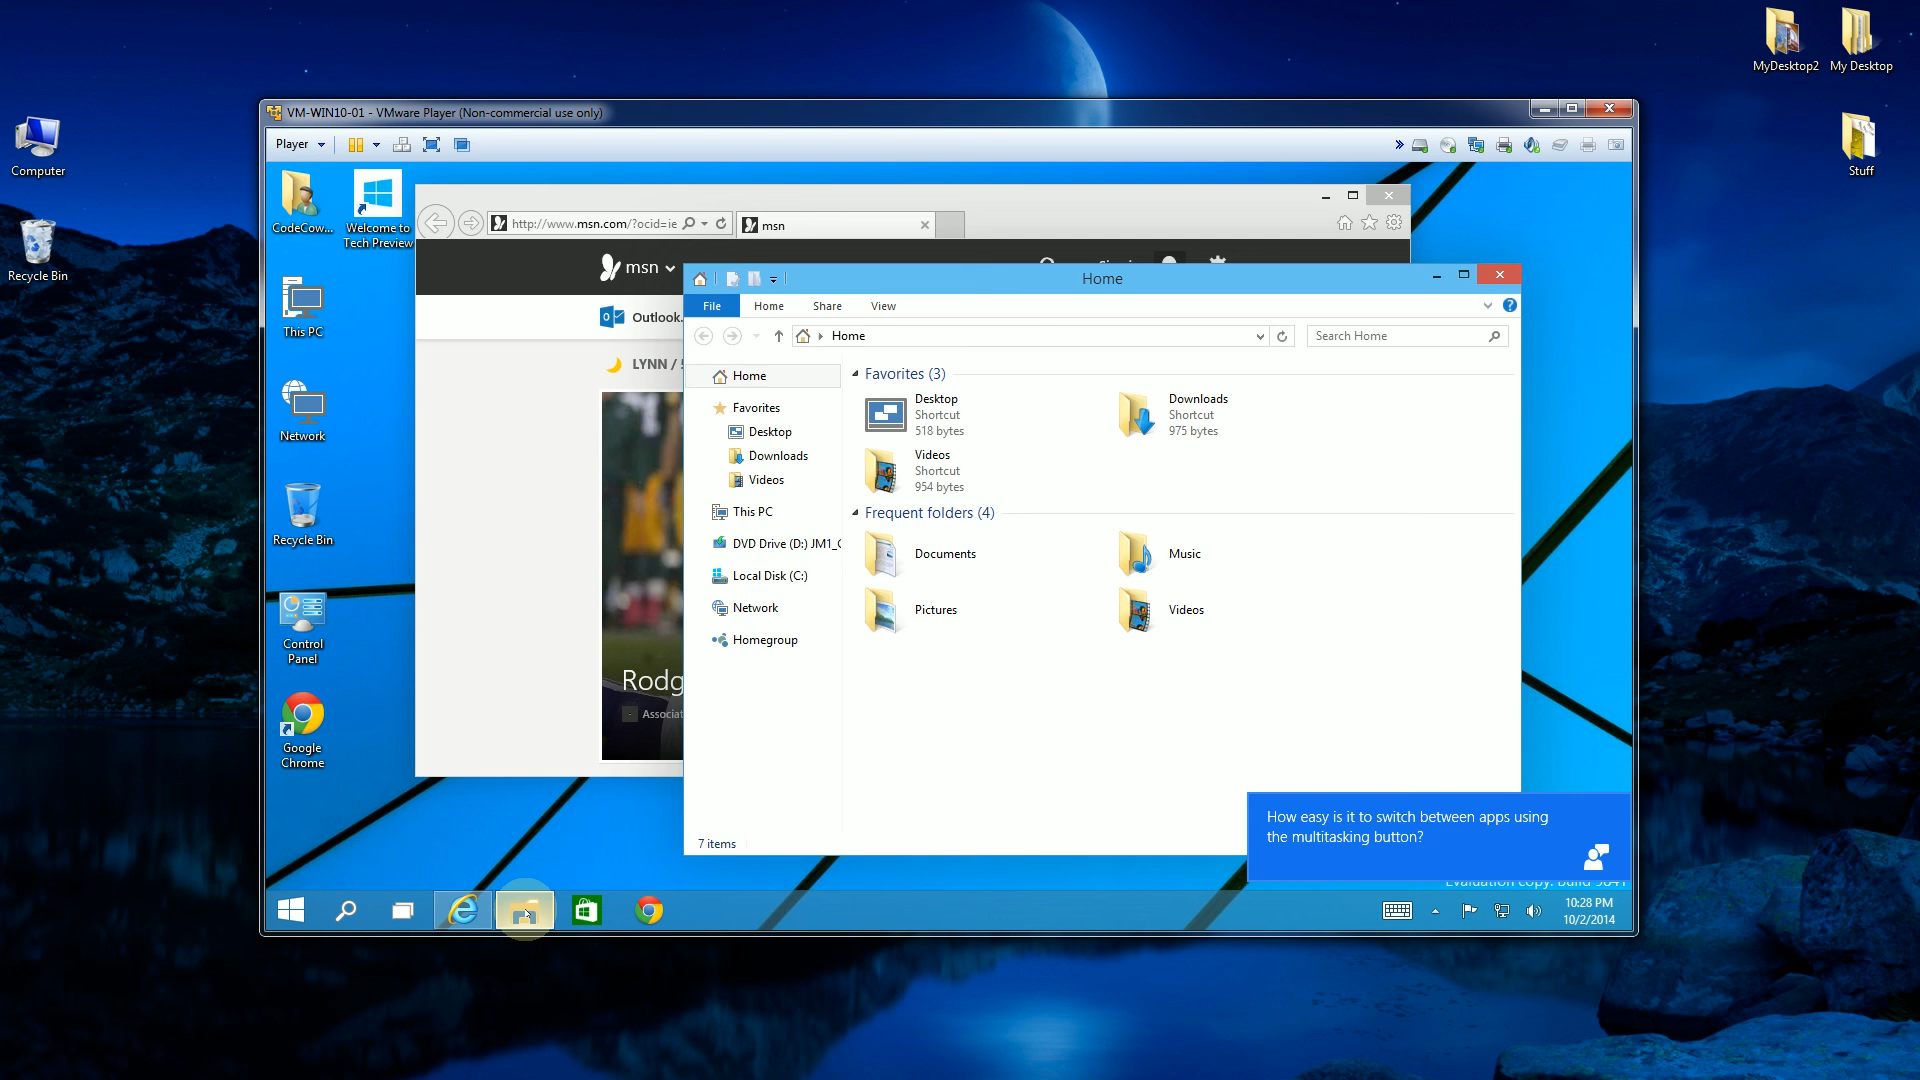 MyDesktop2
My Desktop
Computer
Recycle Bin
Stuff
VM-WIN10-01 - VMware Player (Non-commercial use only)
Player
CodeCow...
Welcome to
Tech Preview
This PC
Network
Recycle Bin
Control
Panel
Google
Chrome
http://www.msn.com/?ocid=ie
msn
msn
Outlook.
LYNN /
Rodg
Associat
Home
File
Home
Share
View
Home
Search Home
Home
Favorites
Desktop
Downloads
Videos
This PC
DVD Drive (D:) JM1_C
Local Disk (C:)
Network
Homegroup
Favorites (3)
Desktop
Shortcut
518 bytes
Downloads
Shortcut
975 bytes
Videos
Shortcut
954 bytes
Frequent folders (4)
Documents
Music
Pictures
Videos
7 items
How easy is it to switch between apps using
the multitasking button?
Evaluation copy. Build 9841
10:28 PM
10/2/2014